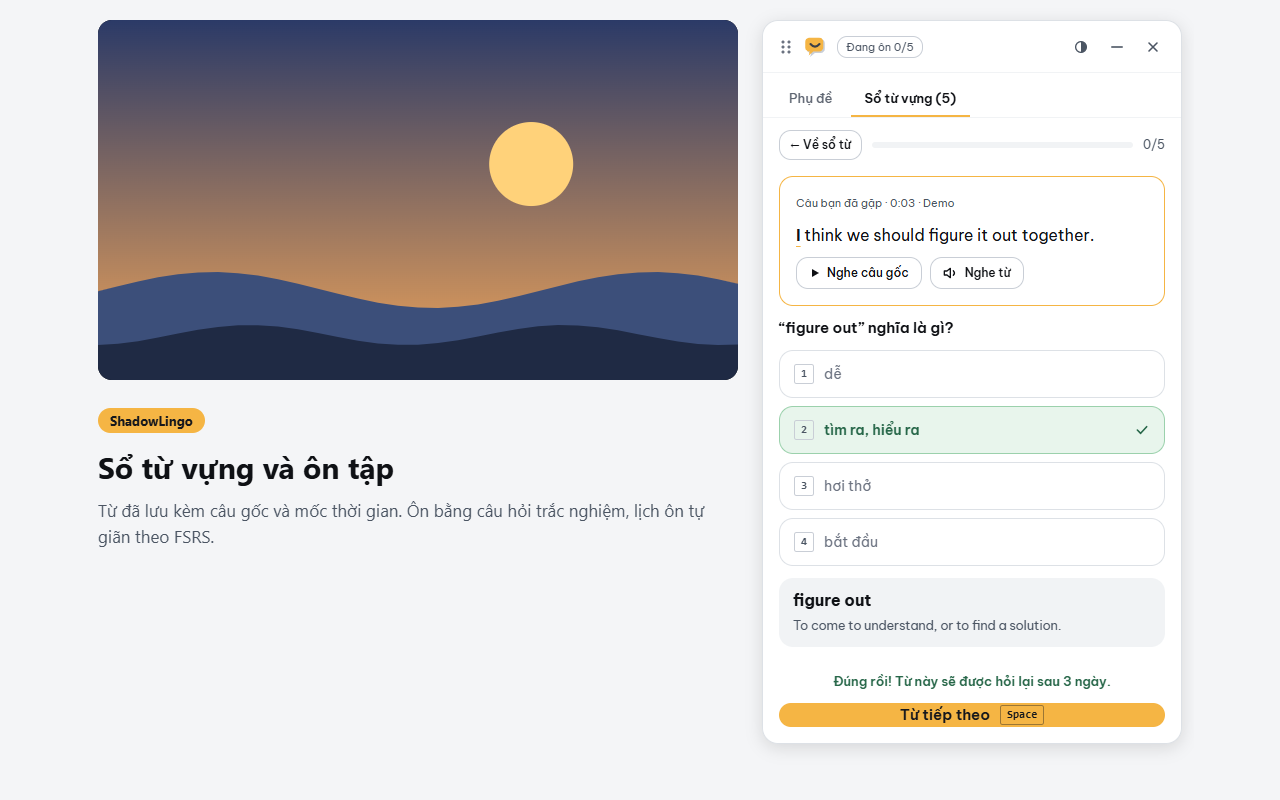 Đang ôn 0/5
Phụ đề
Sổ từ vựng (5)
← Về sổ từ
0/5
Câu bạn đã gặp · 0:03 · Demo
I think we should figure it out together.
Nghe câu gốc
Nghe từ
“figure out” nghĩa là gì?
1 dễ
2 tìm ra, hiểu ra
3 hơi thở
4 bắt đầu
figure out
To come to understand, or to find a solution.
Đúng rồi! Từ này sẽ được hỏi lại sau 3 ngày.
Từ tiếp theo Space
ShadowLingo
Sổ từ vựng và ôn tập
Từ đã lưu kèm câu gốc và mốc thời gian. Ôn bằng câu hỏi trắc nghiệm, lịch ôn tự
giãn theo FSRS.